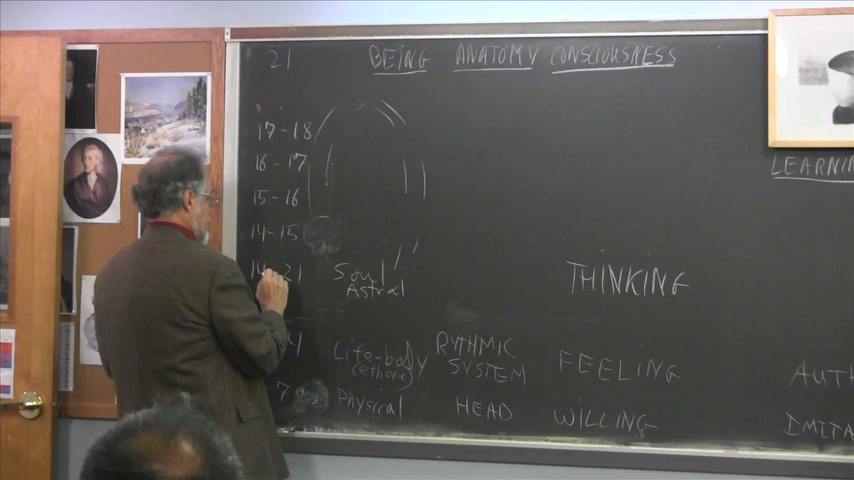 21 BEING ANATOMY CONSCIOUSNESS
17-18
16-17
LEARNIN
15-16
14-15
14-21 Soul THINKING
Astral
4 Life-body RYTHMIC FEELING
(etheric) SYSTEM AUTH
7 Physical HEAD WILLING IMITA